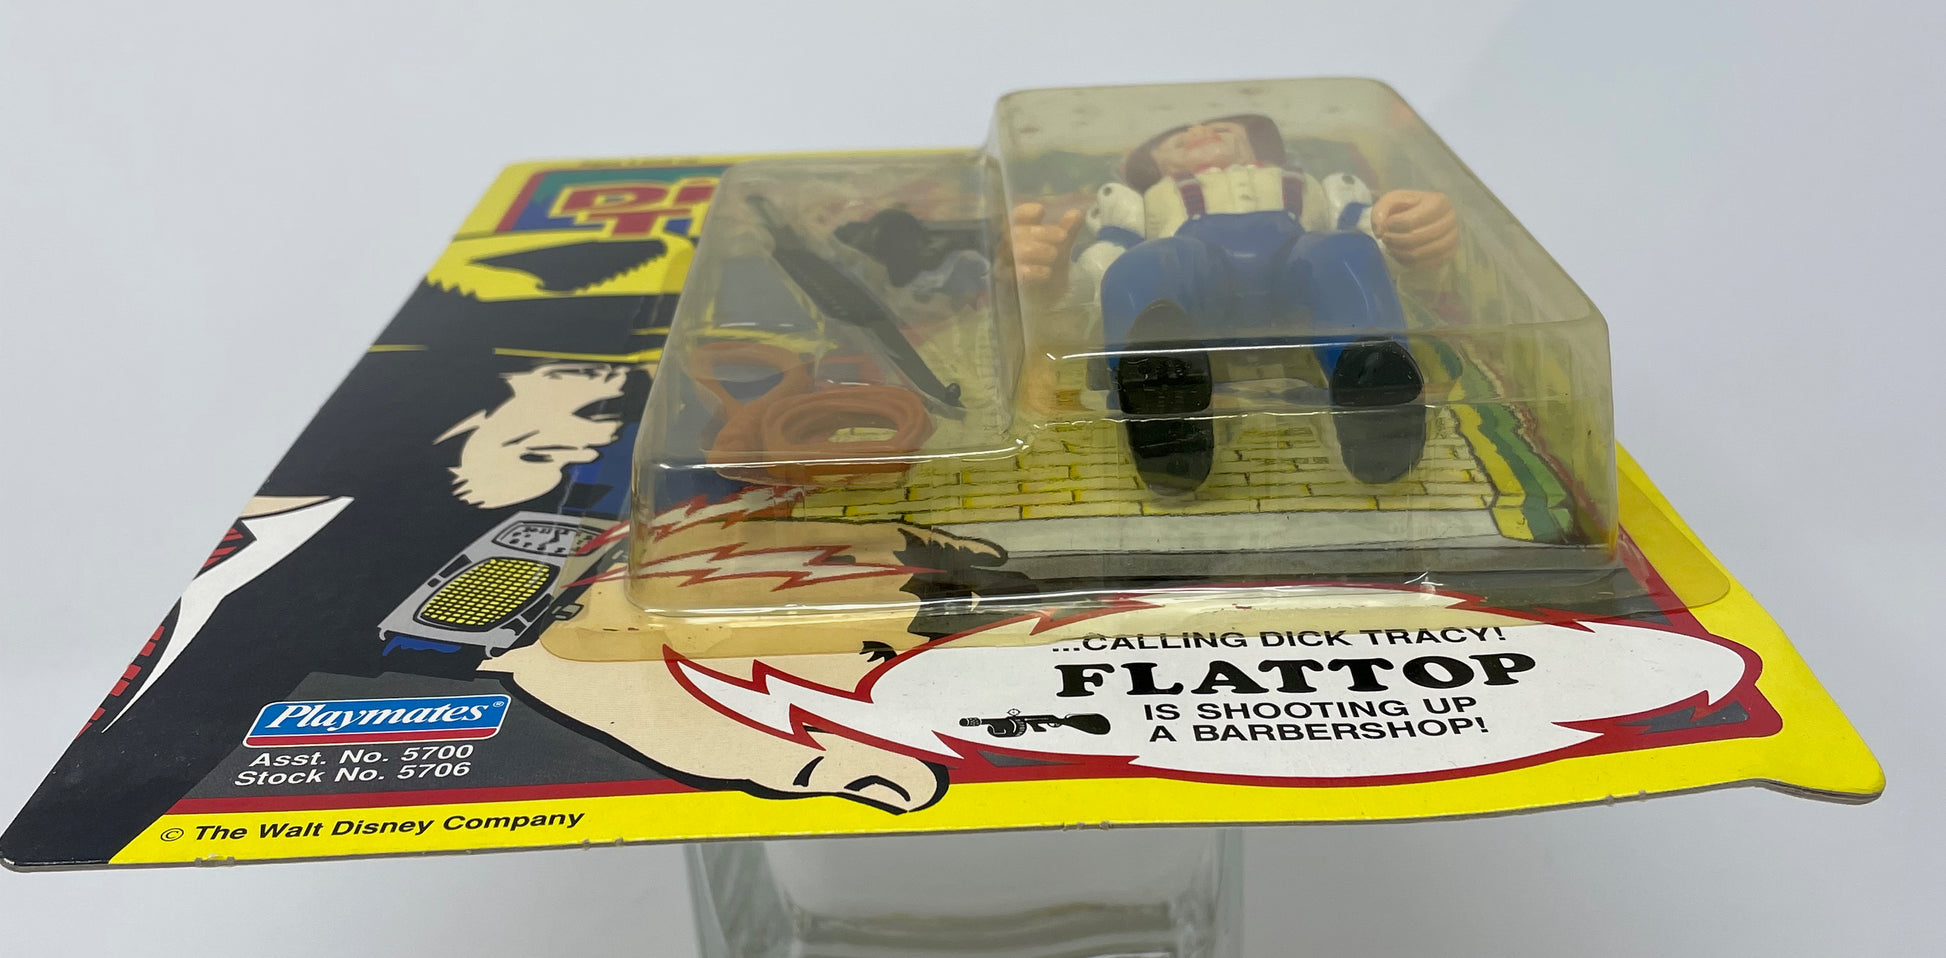 DI
T
...CALLING DICK TRACY!
FLATTOP
IS SHOOTING UP
A BARBERSHOP!
Playmates®
Asst. No. 5700
Stock No. 5706
© The Walt Disney Company